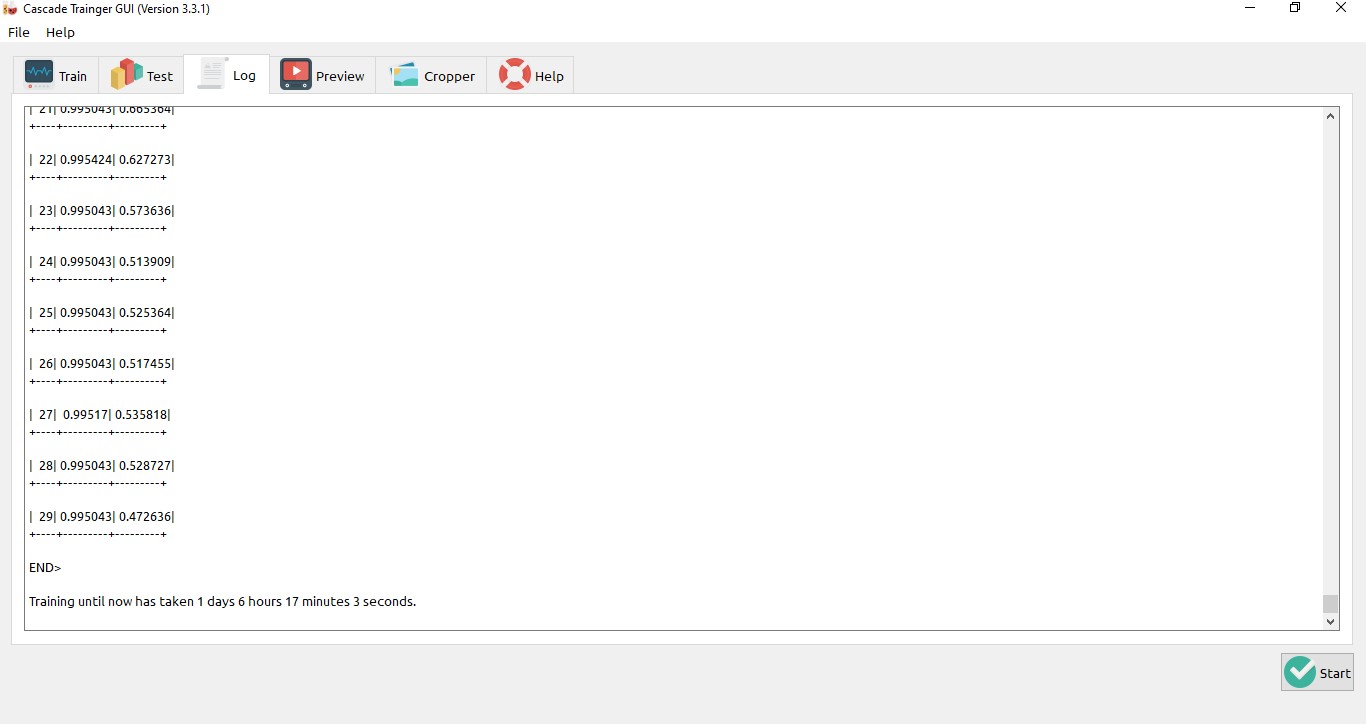 Cascade Trainger GUI (Version 3.3.1)
File Help
Train Test Log Preview Cropper Help
| 21| 0.995043| 0.665364|
+----+---------+---------+
| 22| 0.995424| 0.627273|
+----+---------+---------+
| 23| 0.995043| 0.573636|
+----+---------+---------+
| 24| 0.995043| 0.513909|
+----+---------+---------+
| 25| 0.995043| 0.525364|
+----+---------+---------+
| 26| 0.995043| 0.517455|
+----+---------+---------+
| 27| 0.99517| 0.535818|
+----+---------+---------+
| 28| 0.995043| 0.528727|
+----+---------+---------+
| 29| 0.995043| 0.472636|
+----+---------+---------+
END>
Training until now has taken 1 days 6 hours 17 minutes 3 seconds.
Start